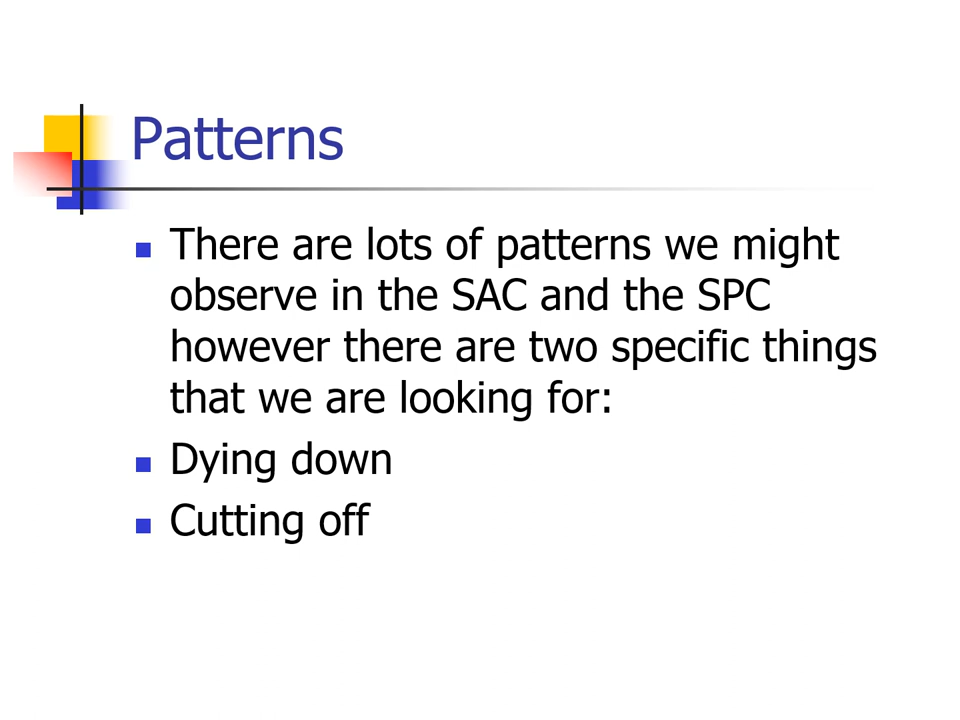 Patterns
There are lots of patterns we might
observe in the SAC and the SPC
however there are two specific things
that we are looking for:
Dying down
Cutting off